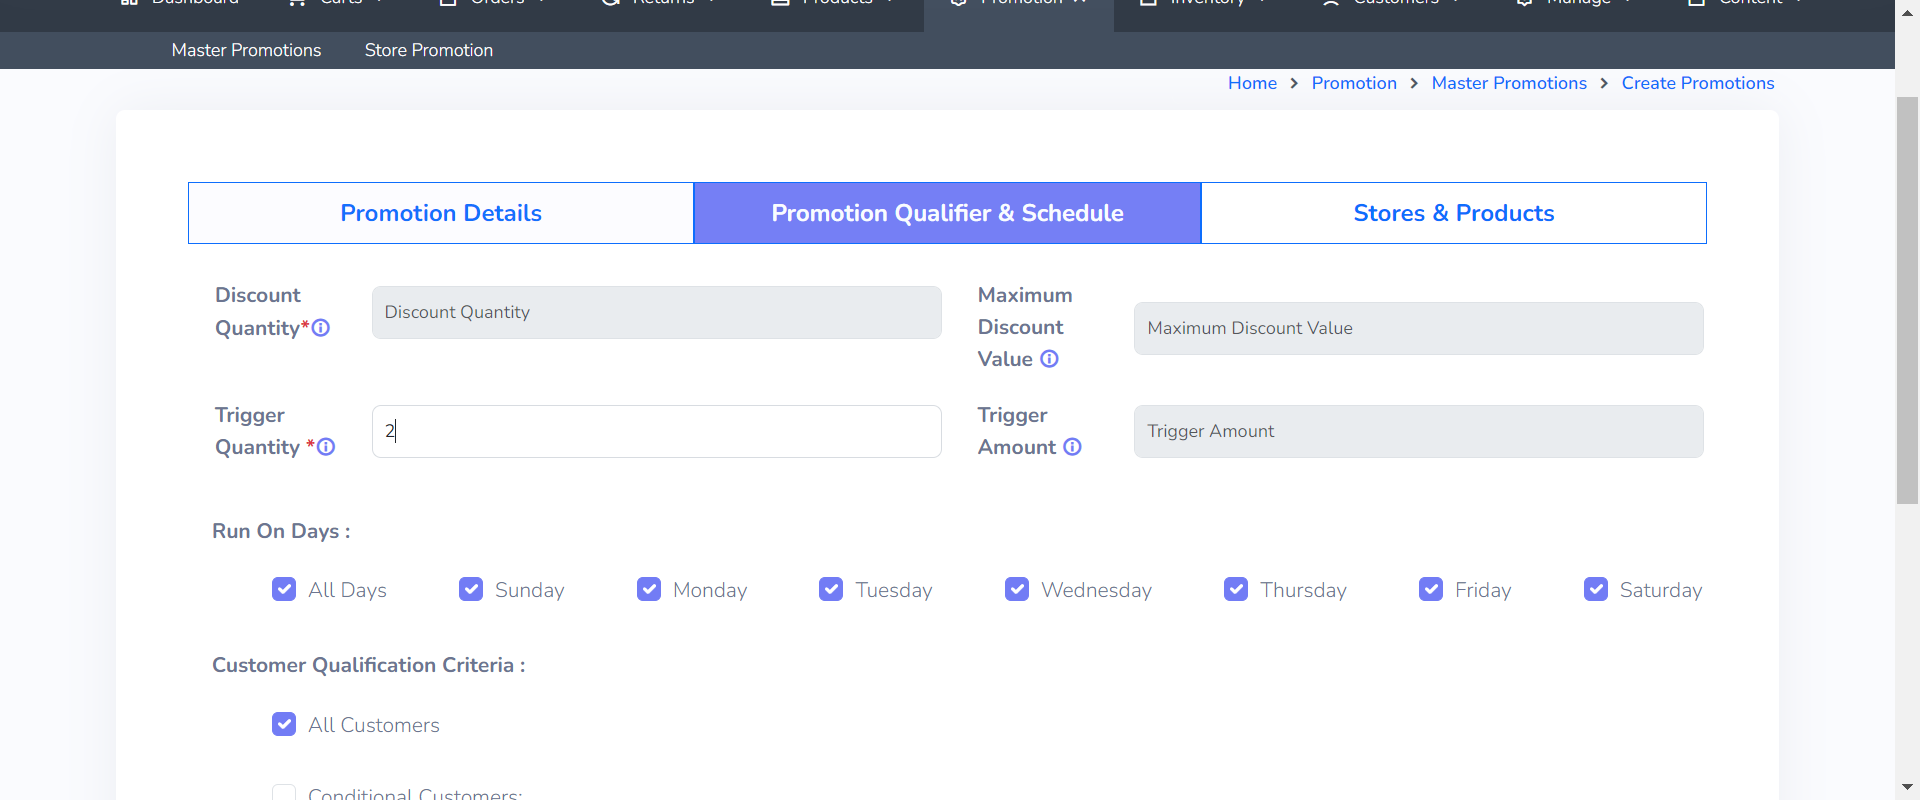 Dashboard Carts Orders Returns Products Promotion Inventory Customers Manage Content
Master Promotions Store Promotion
Home > Promotion > Master Promotions > Create Promotions
Promotion Details Promotion Qualifier & Schedule Stores & Products
Discount
Quantity*
Discount Quantity
Maximum
Discount
Value
Maximum Discount Value
Trigger
Quantity *
2
Trigger
Amount
Trigger Amount
Run On Days :
All Days Sunday Monday Tuesday Wednesday Thursday Friday Saturday
Customer Qualification Criteria :
All Customers
Conditional Customers: